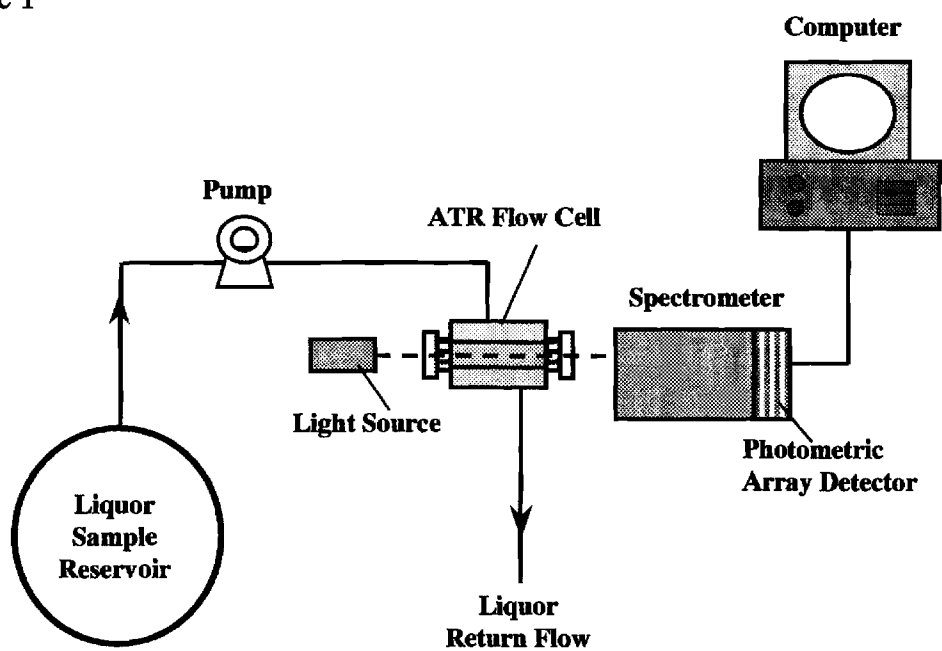 Computer
Pump
ATR Flow Cell
Spectrometer
Light Source
Photometric
Array Detector
Liquor
Sample
Reservoir
Liquor
Return Flow